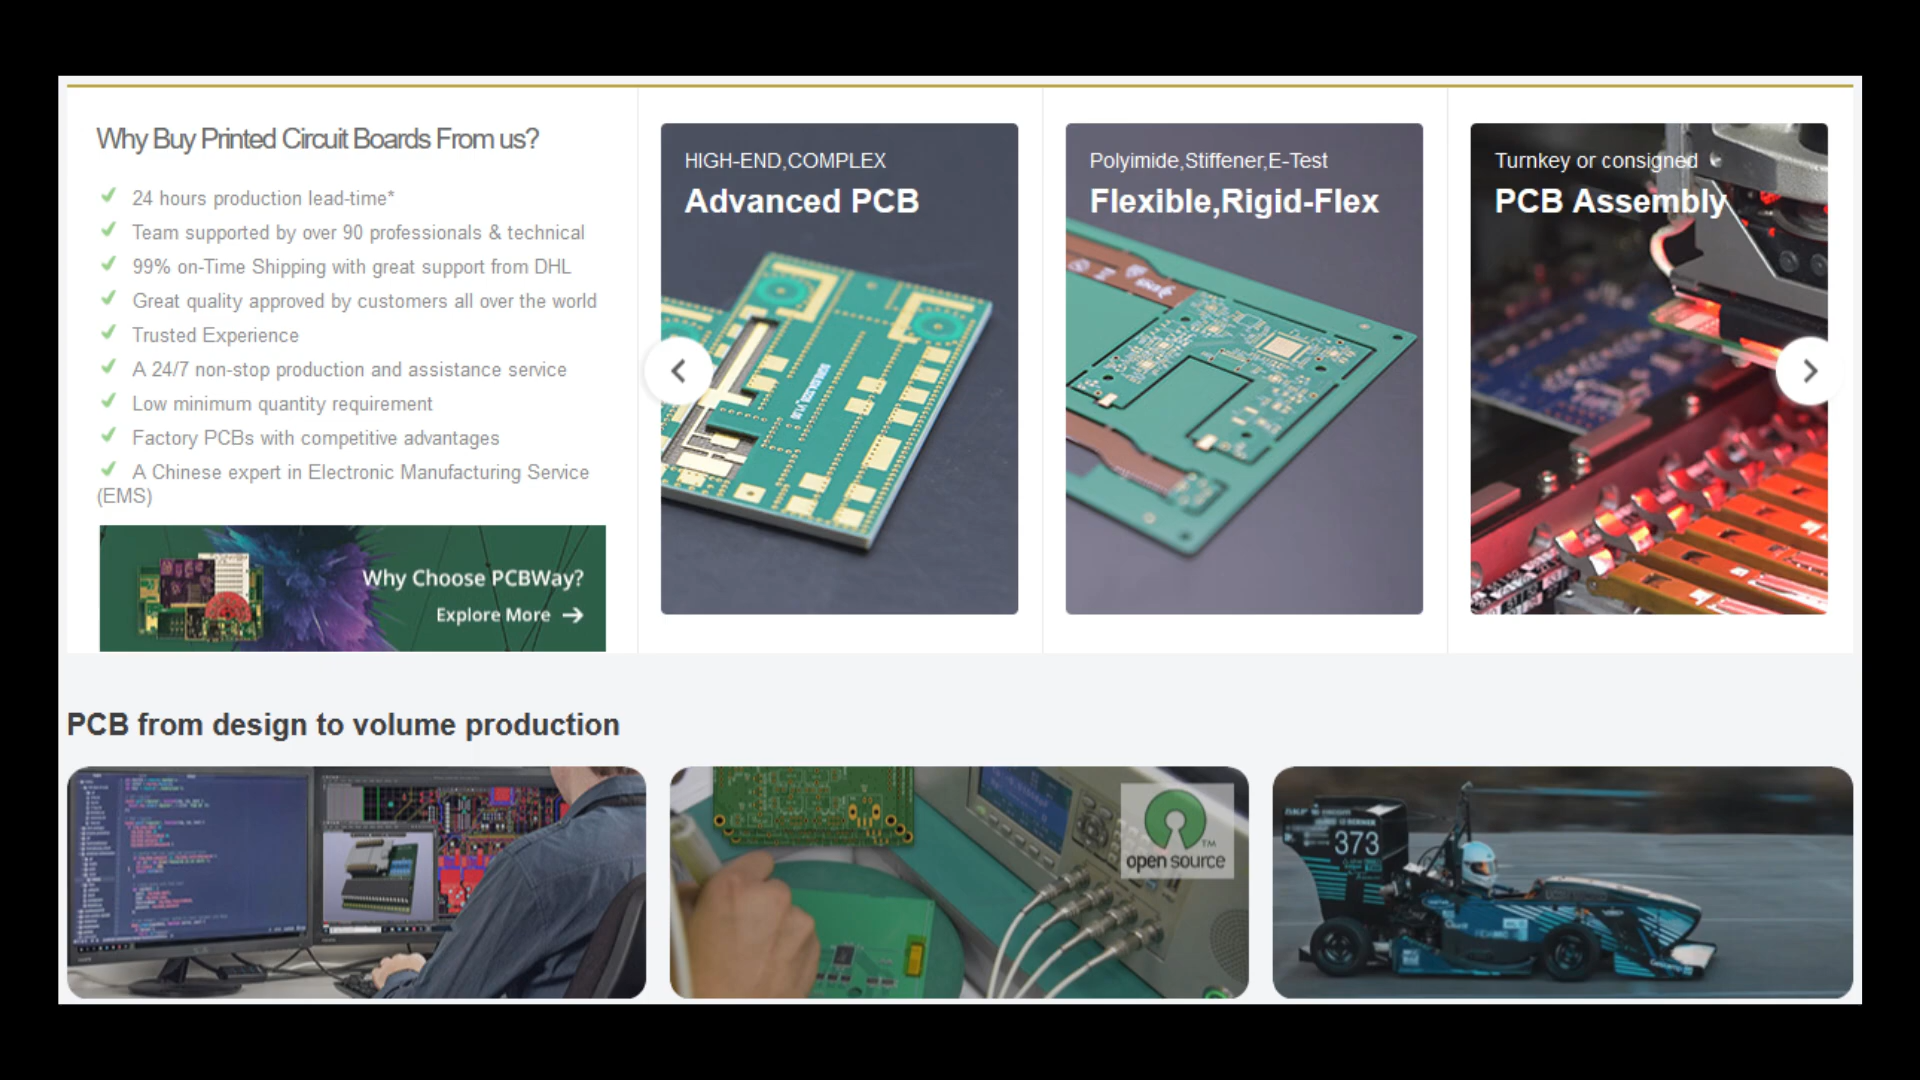 Why Buy Printed Circuit Boards From us?
24 hours production lead-time*
Team supported by over 90 professionals & technical
99% on-Time Shipping with great support from DHL
Great quality approved by customers all over the world
Trusted Experience
A 24/7 non-stop production and assistance service
Low minimum quantity requirement
Factory PCBs with competitive advantages
A Chinese expert in Electronic Manufacturing Service
(EMS)
Why Choose PCBWay?
Explore More
HIGH-END,COMPLEX
Advanced PCB
Polyimide,Stiffener,E-Test
Flexible,Rigid-Flex
Turnkey or consigned
PCB Assembly
PCB from design to volume production
TM
open source
373